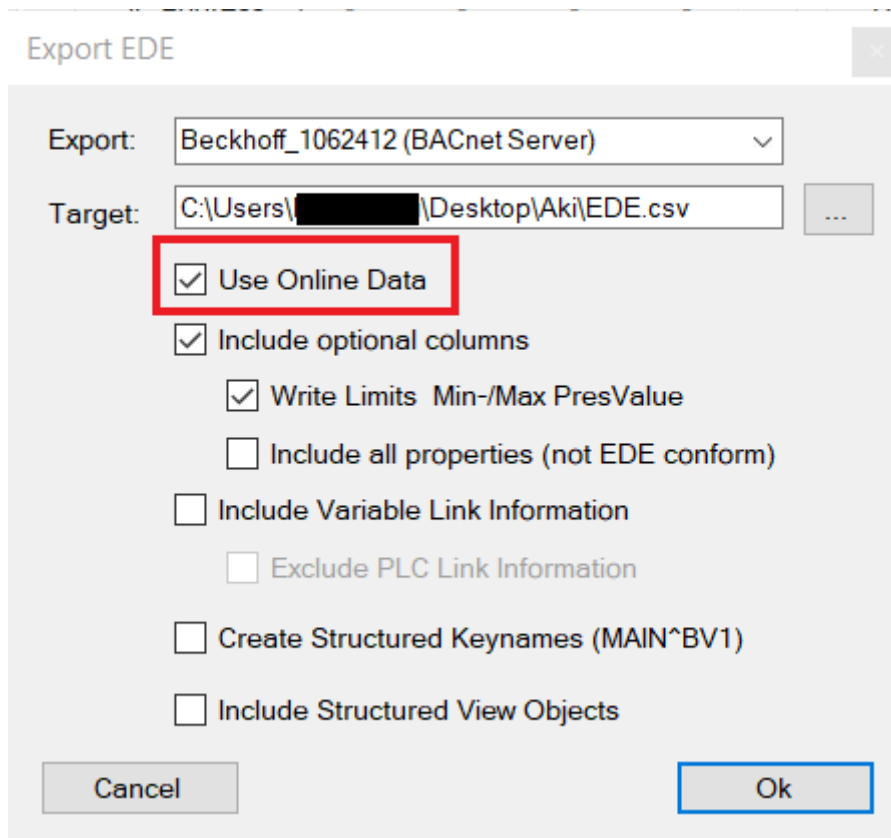 Export EDE
Export: Beckhoff_1062412 (BACnet Server)
Target: C:\Users\ \Desktop\Aki\EDE.csv ...
Use Online Data
Include optional columns
Write Limits  Min-/Max PresValue
Include all properties (not EDE conform)
Include Variable Link Information
Exclude PLC Link Information
Create Structured Keynames (MAIN^BV1)
Include Structured View Objects
Cancel Ok